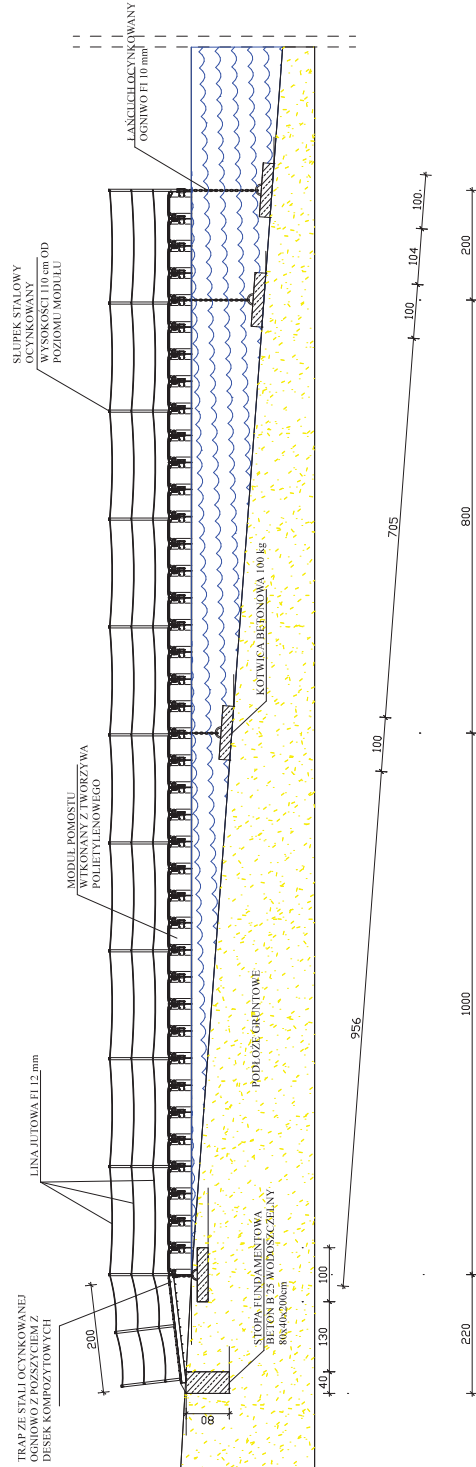 TRAP ZE STALI OCYNKOWANEJ
OGNIWO Z POZSZYCIEM Z
DESEK KOMPOZYTOWYCH
LINA JUTOWA FI 12 mm
MODUŁ POMOSTU
WTKONANY Z TWORZYWA
POLIETYLENOWEGO
SŁUPEK STALOWY
OCYNKOWANY
WYSOKOŚCI 110 cm OD
POZIOMU MODUŁU
ŁAŃCUCH OCYNKOWANY
OGNIWO FI 10 mm
200
80
STOPA FUNDAMENTOWA
BETON B 25 WODOSZCZELNY
80x40x200cm
PODŁOŻE GRUNTOWE
KOTWICA BETONOWA 100 kg
40
130
100
956
100
705
100
104
100
220
1000
800
200